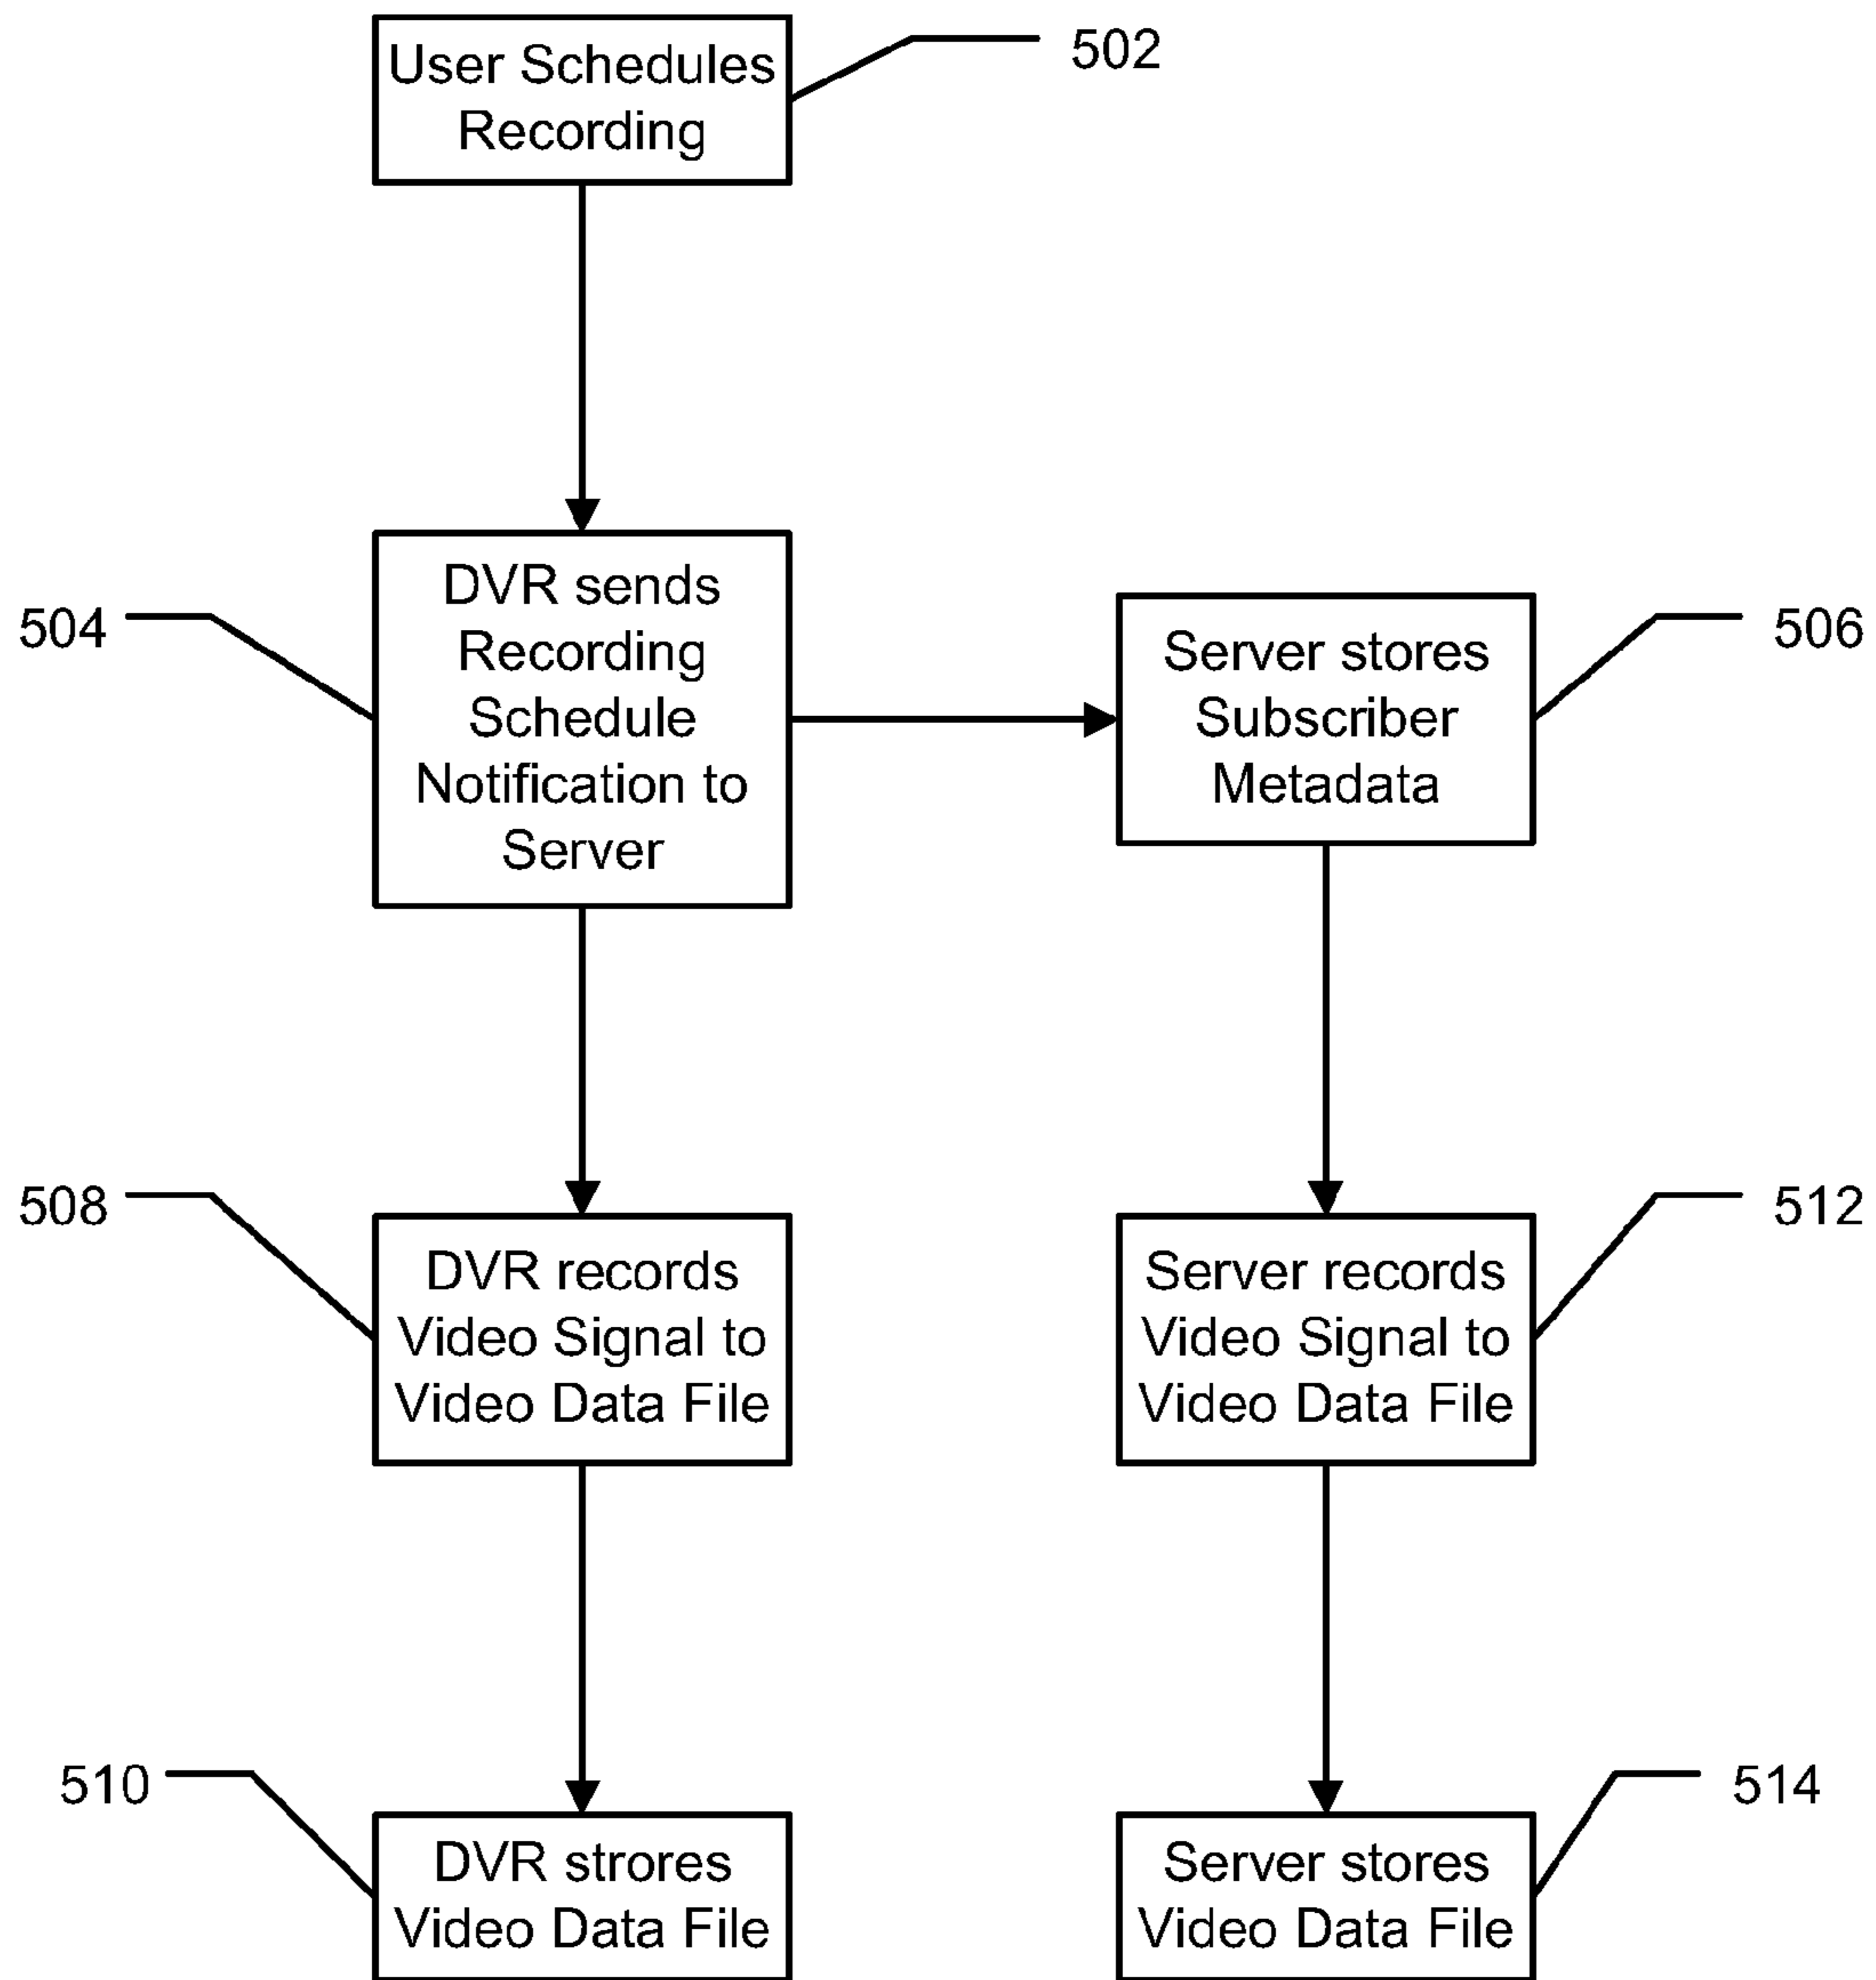 User Schedules
Recording
502
504
DVR sends
Recording
Schedule
Notification to
Server
Server stores
Subscriber
Metadata
506
508
DVR records
Video Signal to
Video Data File
Server records
Video Signal to
Video Data File
512
510
DVR strores
Video Data File
Server stores
Video Data File
514